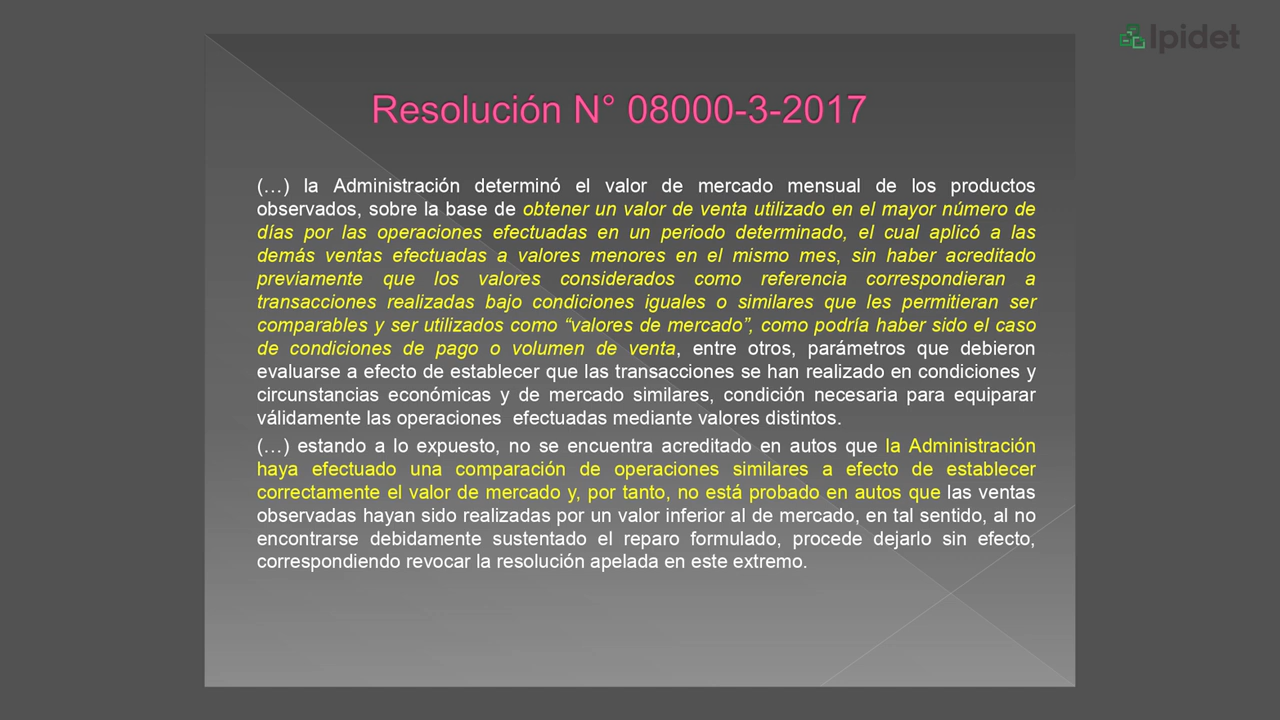 Ipidet
Resolución N° 08000-3-2017
(…) la Administración determinó el valor de mercado mensual de los productos
observados, sobre la base de obtener un valor de venta utilizado en el mayor número de
días por las operaciones efectuadas en un periodo determinado, el cual aplicó a las
demás ventas efectuadas a valores menores en el mismo mes, sin haber acreditado
previamente que los valores considerados como referencia correspondieran a
transacciones realizadas bajo condiciones iguales o similares que les permitieran ser
comparables y ser utilizados como “valores de mercado”, como podría haber sido el caso
de condiciones de pago o volumen de venta, entre otros, parámetros que debieron
evaluarse a efecto de establecer que las transacciones se han realizado en condiciones y
circunstancias económicas y de mercado similares, condición necesaria para equiparar
válidamente las operaciones efectuadas mediante valores distintos.
(…) estando a lo expuesto, no se encuentra acreditado en autos que la Administración
haya efectuado una comparación de operaciones similares a efecto de establecer
correctamente el valor de mercado y, por tanto, no está probado en autos que las ventas
observadas hayan sido realizadas por un valor inferior al de mercado, en tal sentido, al no
encontrarse debidamente sustentado el reparo formulado, procede dejarlo sin efecto,
correspondiendo revocar la resolución apelada en este extremo.